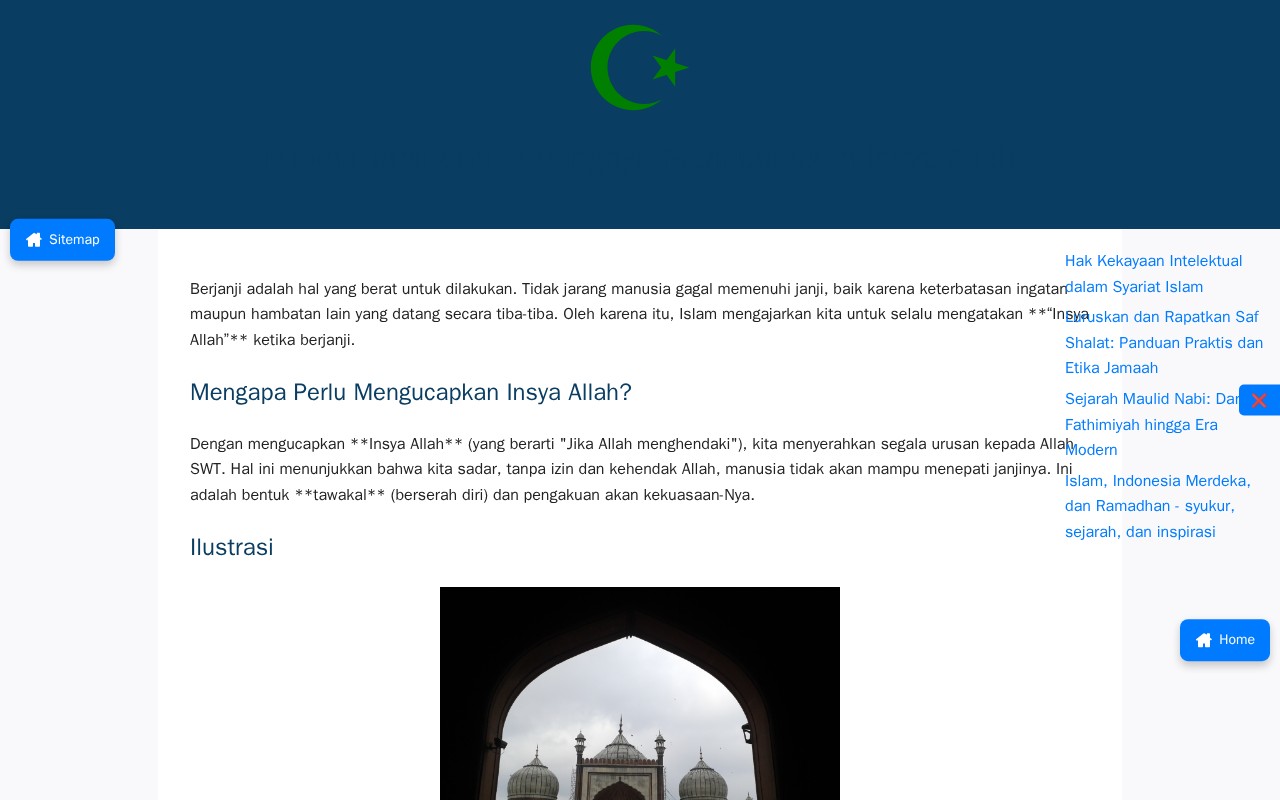 Sitemap
Berjanji adalah hal yang berat untuk dilakukan. Tidak jarang manusia gagal memenuhi janji, baik karena keterbatasan ingatan
maupun hambatan lain yang datang secara tiba-tiba. Oleh karena itu, Islam mengajarkan kita untuk selalu mengatakan **“Insya
Allah”** ketika berjanji.
Mengapa Perlu Mengucapkan Insya Allah?
Dengan mengucapkan **Insya Allah** (yang berarti "Jika Allah menghendaki"), kita menyerahkan segala urusan kepada Allah
SWT. Hal ini menunjukkan bahwa kita sadar, tanpa izin dan kehendak Allah, manusia tidak akan mampu menepati janjinya. Ini
adalah bentuk **tawakal** (berserah diri) dan pengakuan akan kekuasaan-Nya.
Ilustrasi
Hak Kekayaan Intelektual
dalam Syariat Islam
Luruskan dan Rapatkan Saf
Shalat: Panduan Praktis dan
Etika Jamaah
Sejarah Maulid Nabi: Dari
Fathimiyah hingga Era
Modern
Islam, Indonesia Merdeka,
dan Ramadhan - syukur,
sejarah, dan inspirasi
Home